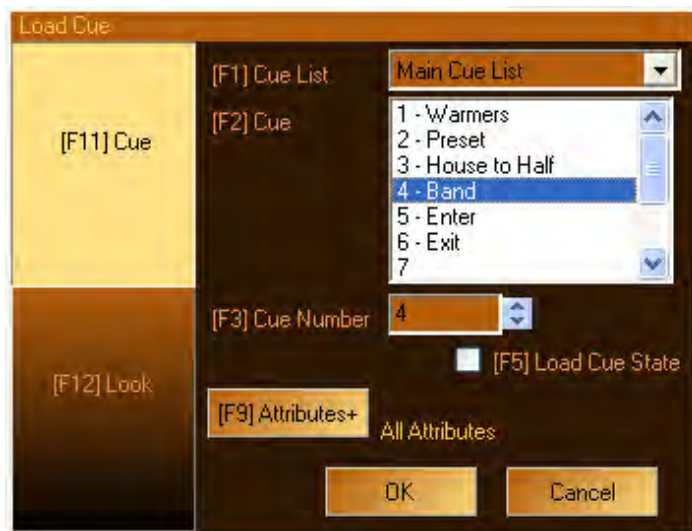 Load Cue
[F11] Cue
[F12] Look
[F1] Cue List
Main Cue List
[F2] Cue
1 - Warmers
2 - Preset
3 - House to Half
4 - Band
5 - Enter
6 - Exit
7
[F3] Cue Number
4
[F5] Load Cue State
[F9] Attributes+
All Attributes
OK
Cancel